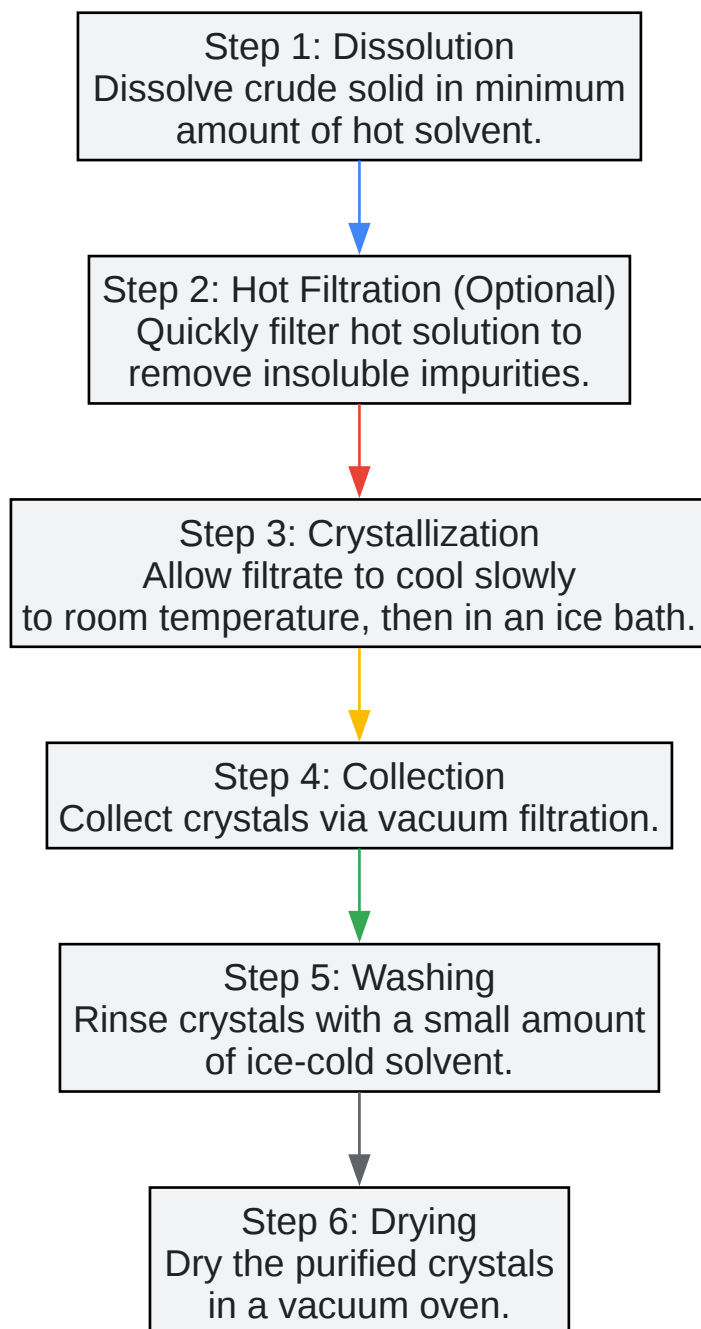 Step 1: Dissolution
Dissolve crude solid in minimum
amount of hot solvent.
Step 2: Hot Filtration (Optional)
Quickly filter hot solution to
remove insoluble impurities.
Step 3: Crystallization
Allow filtrate to cool slowly
to room temperature, then in an ice bath.
Step 4: Collection
Collect crystals via vacuum filtration.
Step 5: Washing
Rinse crystals with a small amount
of ice-cold solvent.
Step 6: Drying
Dry the purified crystals
in a vacuum oven.